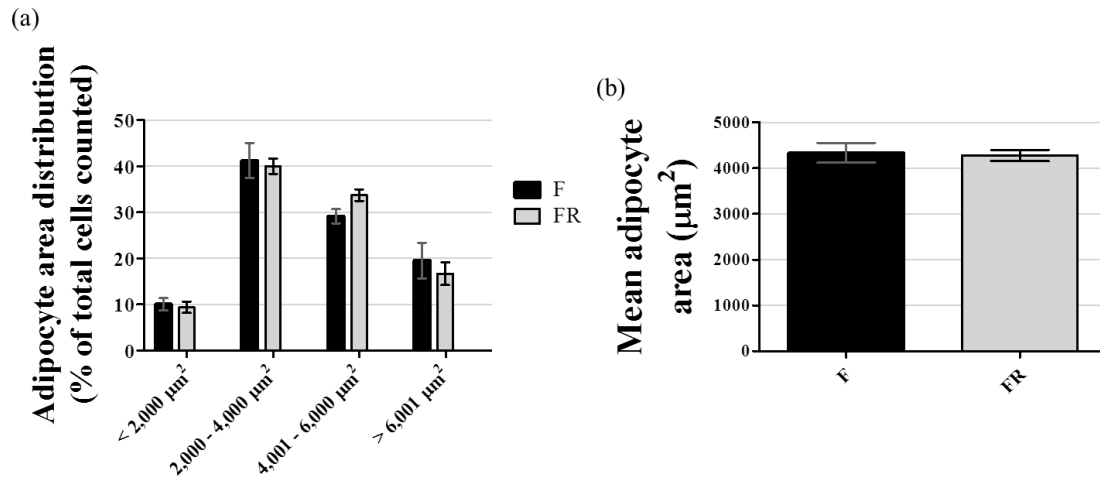 (a)
Adipocyte area distribution
(% of total cells counted)
50
40
30
20
10
0
< 2,000 µm²
2,000 - 4,000 µm²
4,001 - 6,000 µm²
> 6,001 µm²
F
FR
(b)
Mean adipocyte
area (µm²)
5000
4000
3000
2000
1000
0
F
FR